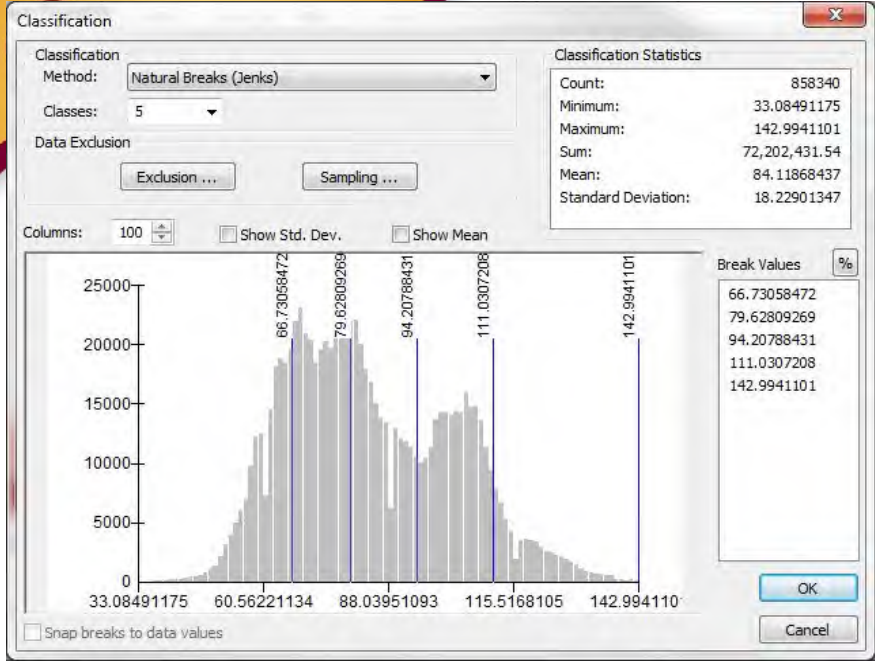 Classification
Classification
Method: Natural Breaks (Jenks)
Classes: 5
Data Exclusion
Exclusion ...
Sampling ...
Classification Statistics
Count: 858340
Minimum: 33.08491175
Maximum: 142.9941101
Sum: 72,202,431.54
Mean: 84.11868437
Standard Deviation: 18.22901347
Columns: 100
Show Std. Dev.
Show Mean
Break Values
%
66.73058472
79.62809269
94.20788431
111.0307208
142.9941101
66.73058472
79.62809269
94.20788431
111.0307208
142.9941101
25000
20000
15000
10000
5000
0
33.08491175 60.56221134 88.03951093 115.5168105 142.994110
Snap breaks to data values
OK
Cancel